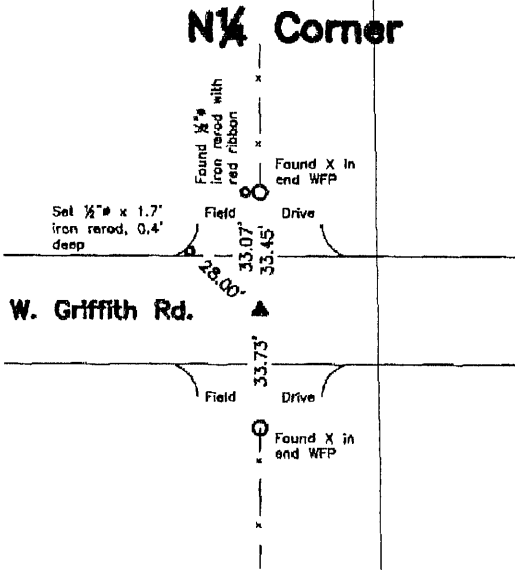 N¼ Corner
Found ½"ø
iron rerod with
red ribbon
Found X in
end WFP
Set ½"ø x 1.7'
iron rerod, 0.4'
deep
Field
Drive
33.07'
33.45'
28.00'
W. Griffith Rd.
33.73'
Field
Drive
Found X in
end WFP